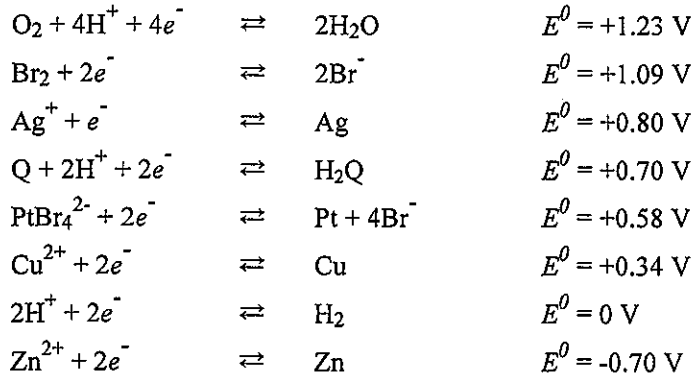 O₂ + 4H⁺ + 4e⁻ ⇄ 2H₂O E⁰ = +1.23 V
Br₂ + 2e⁻ ⇄ 2Br⁻ E⁰ = +1.09 V
Ag⁺ + e⁻ ⇄ Ag E⁰ = +0.80 V
Q + 2H⁺ + 2e⁻ ⇄ H₂Q E⁰ = +0.70 V
PtBr₄²⁻ + 2e⁻ ⇄ Pt + 4Br⁻ E⁰ = +0.58 V
Cu²⁺ + 2e⁻ ⇄ Cu E⁰ = +0.34 V
2H⁺ + 2e⁻ ⇄ H₂ E⁰ = 0 V
Zn²⁺ + 2e⁻ ⇄ Zn E⁰ = -0.70 V